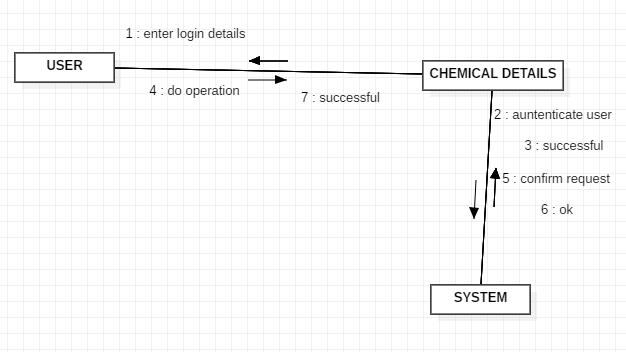 1 : enter login details
USER
CHEMICAL DETAILS
4 : do operation
7 : successful
2 : auntenticate user
3 : successful
5 : confirm request
6 : ok
SYSTEM